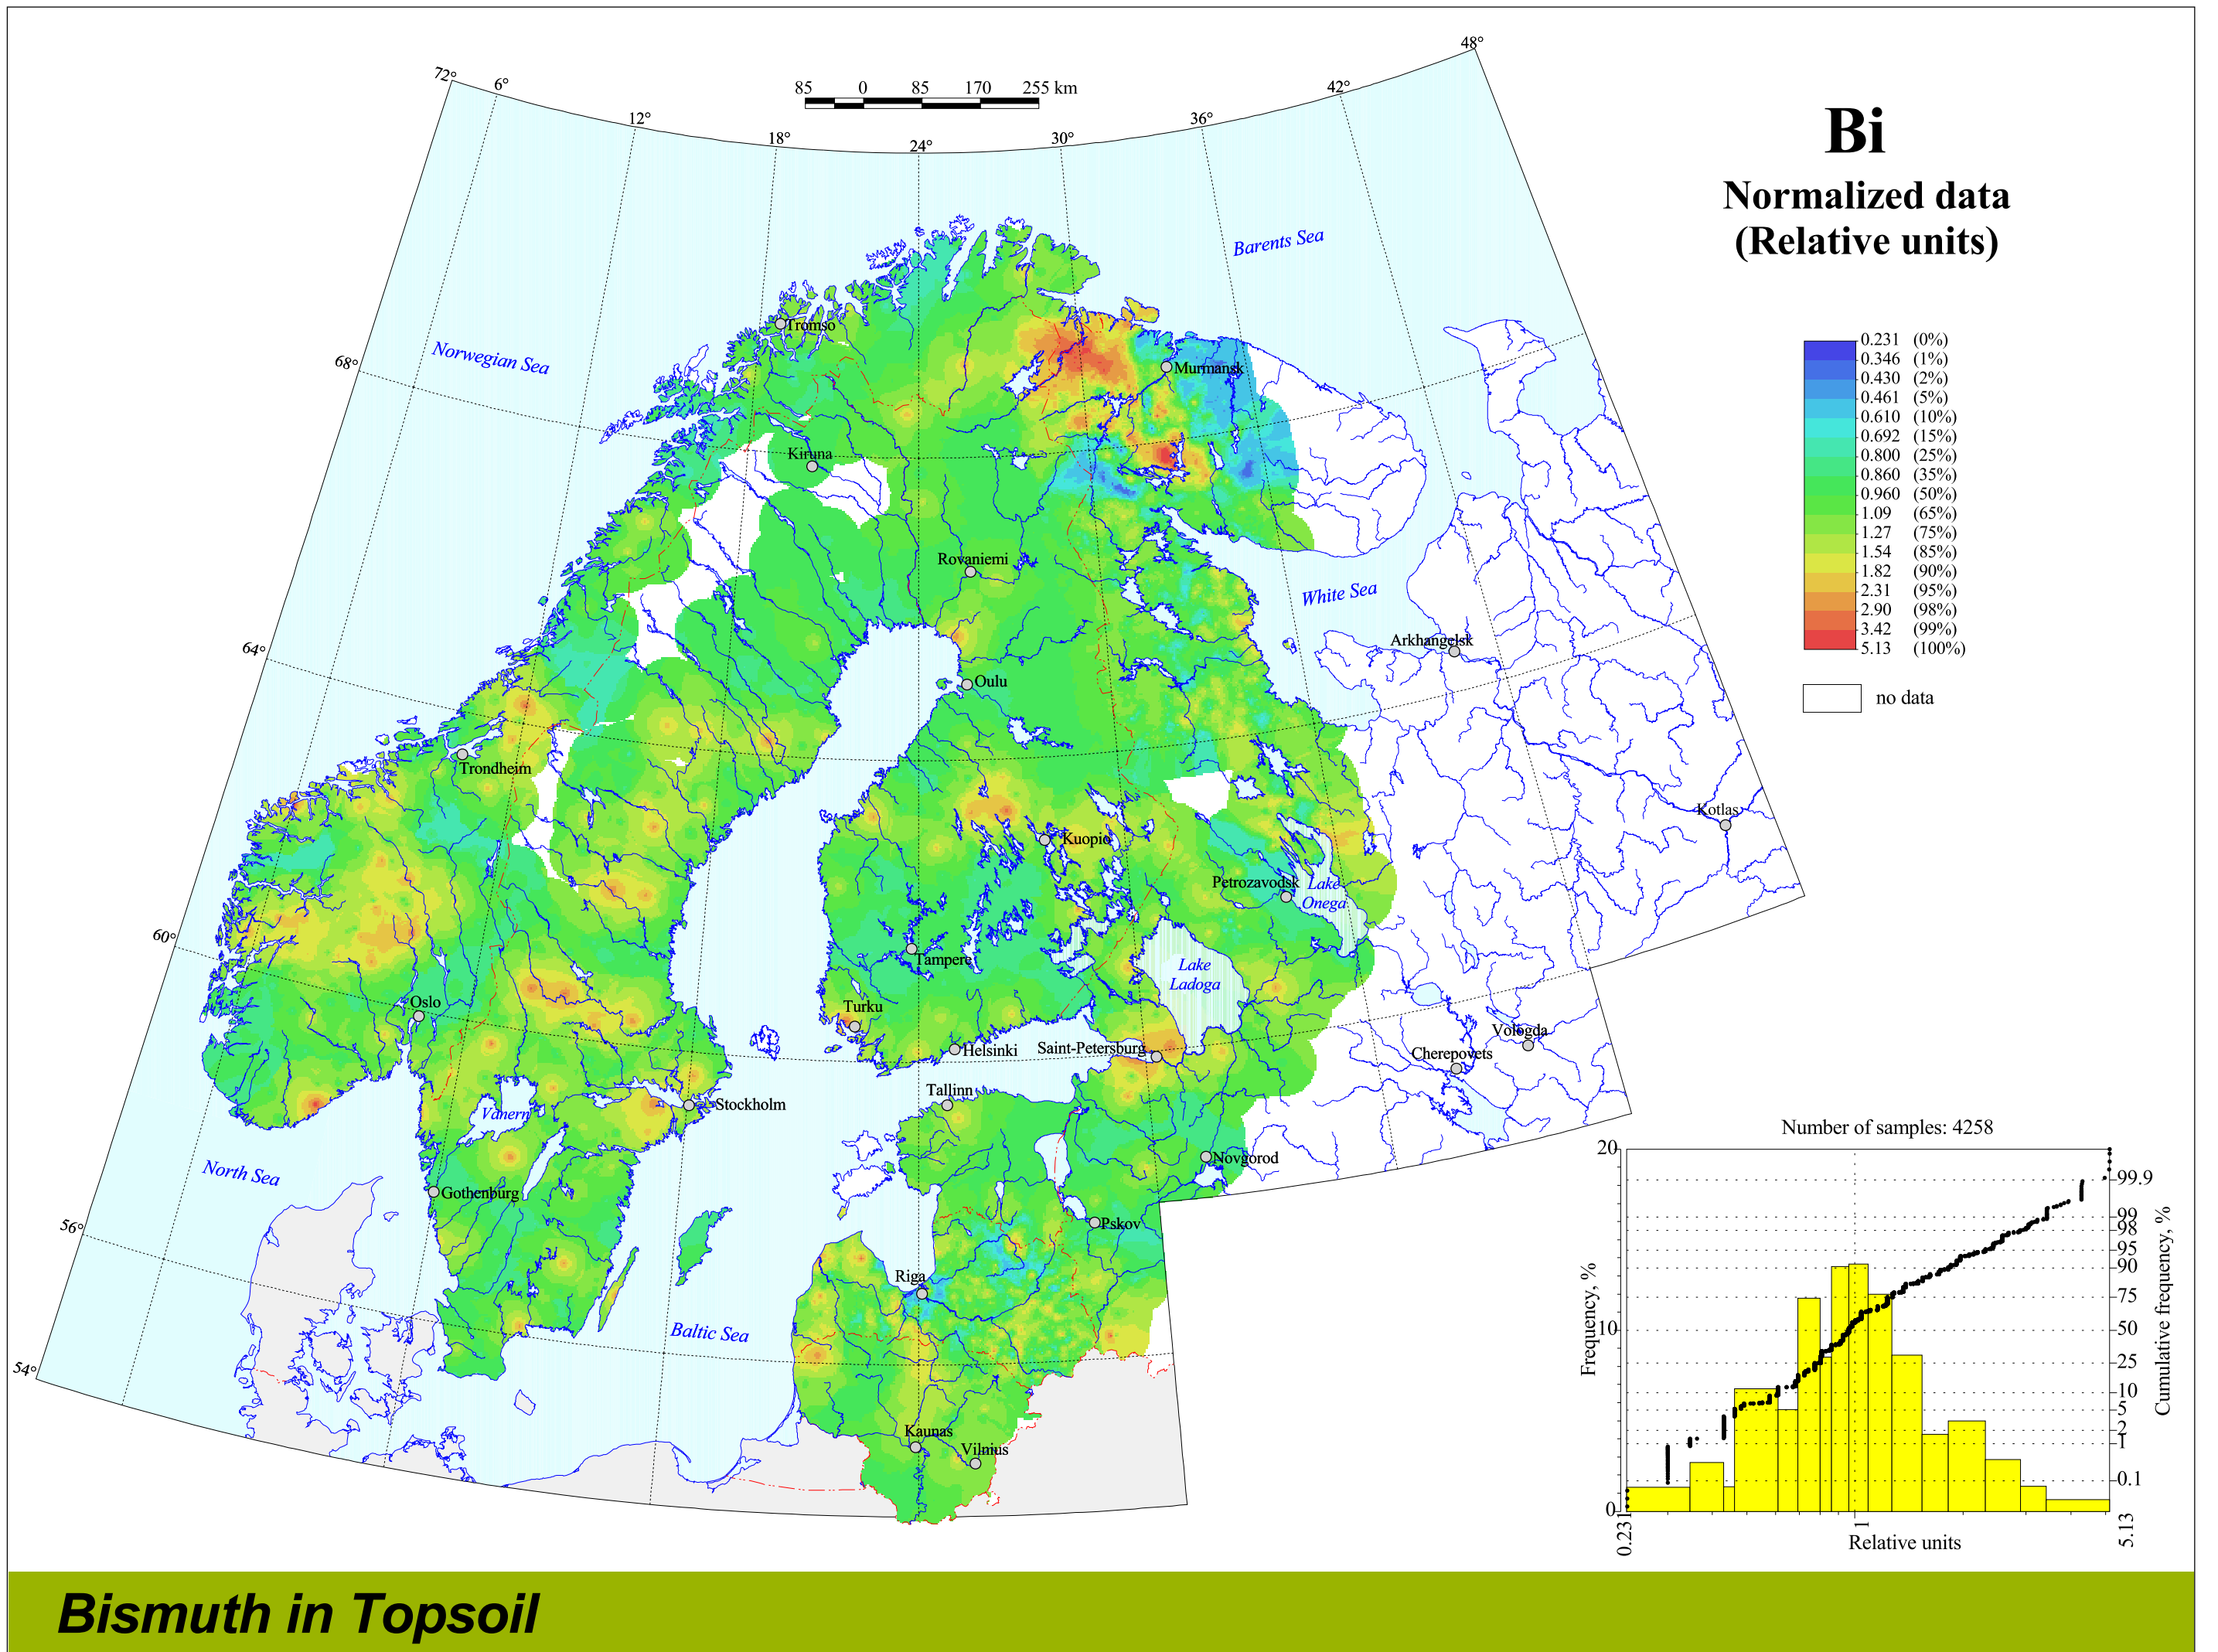 72°
6°
12°
18°
24°
30°
36°
42°
48°
85 0 85 170 255 km
Bi
Normalized data
(Relative units)
Barents Sea
Norwegian Sea
68°
Tromso
Murmansk
Kiruna
0.231 (0%)
0.346 (1%)
0.430 (2%)
0.461 (5%)
0.610 (10%)
0.692 (15%)
0.800 (25%)
0.860 (35%)
0.960 (50%)
1.09 (65%)
1.27 (75%)
1.54 (85%)
1.82 (90%)
2.31 (95%)
2.90 (98%)
3.42 (99%)
5.13 (100%)
no data
Rovaniemi
White Sea
Arkhangelsk
64°
Oulu
Trondheim
Kotlas
Kuopio
Petrozavodsk
Lake
Onega
60°
Tampere
Lake
Ladoga
Oslo
Turku
Helsinki
Saint-Petersburg
Vologda
Cherepovets
Tallinn
Stockholm
Vanern
North Sea
Novgorod
Gothenburg
Pskov
56°
Riga
Baltic Sea
54°
Kaunas
Vilnius
Number of samples: 4258
20
10
0
Frequency, %
99.9
99
98
95
90
75
50
25
10
5
2
1
0.1
Cumulative frequency, %
0.231
1
5.13
Relative units
Bismuth in Topsoil